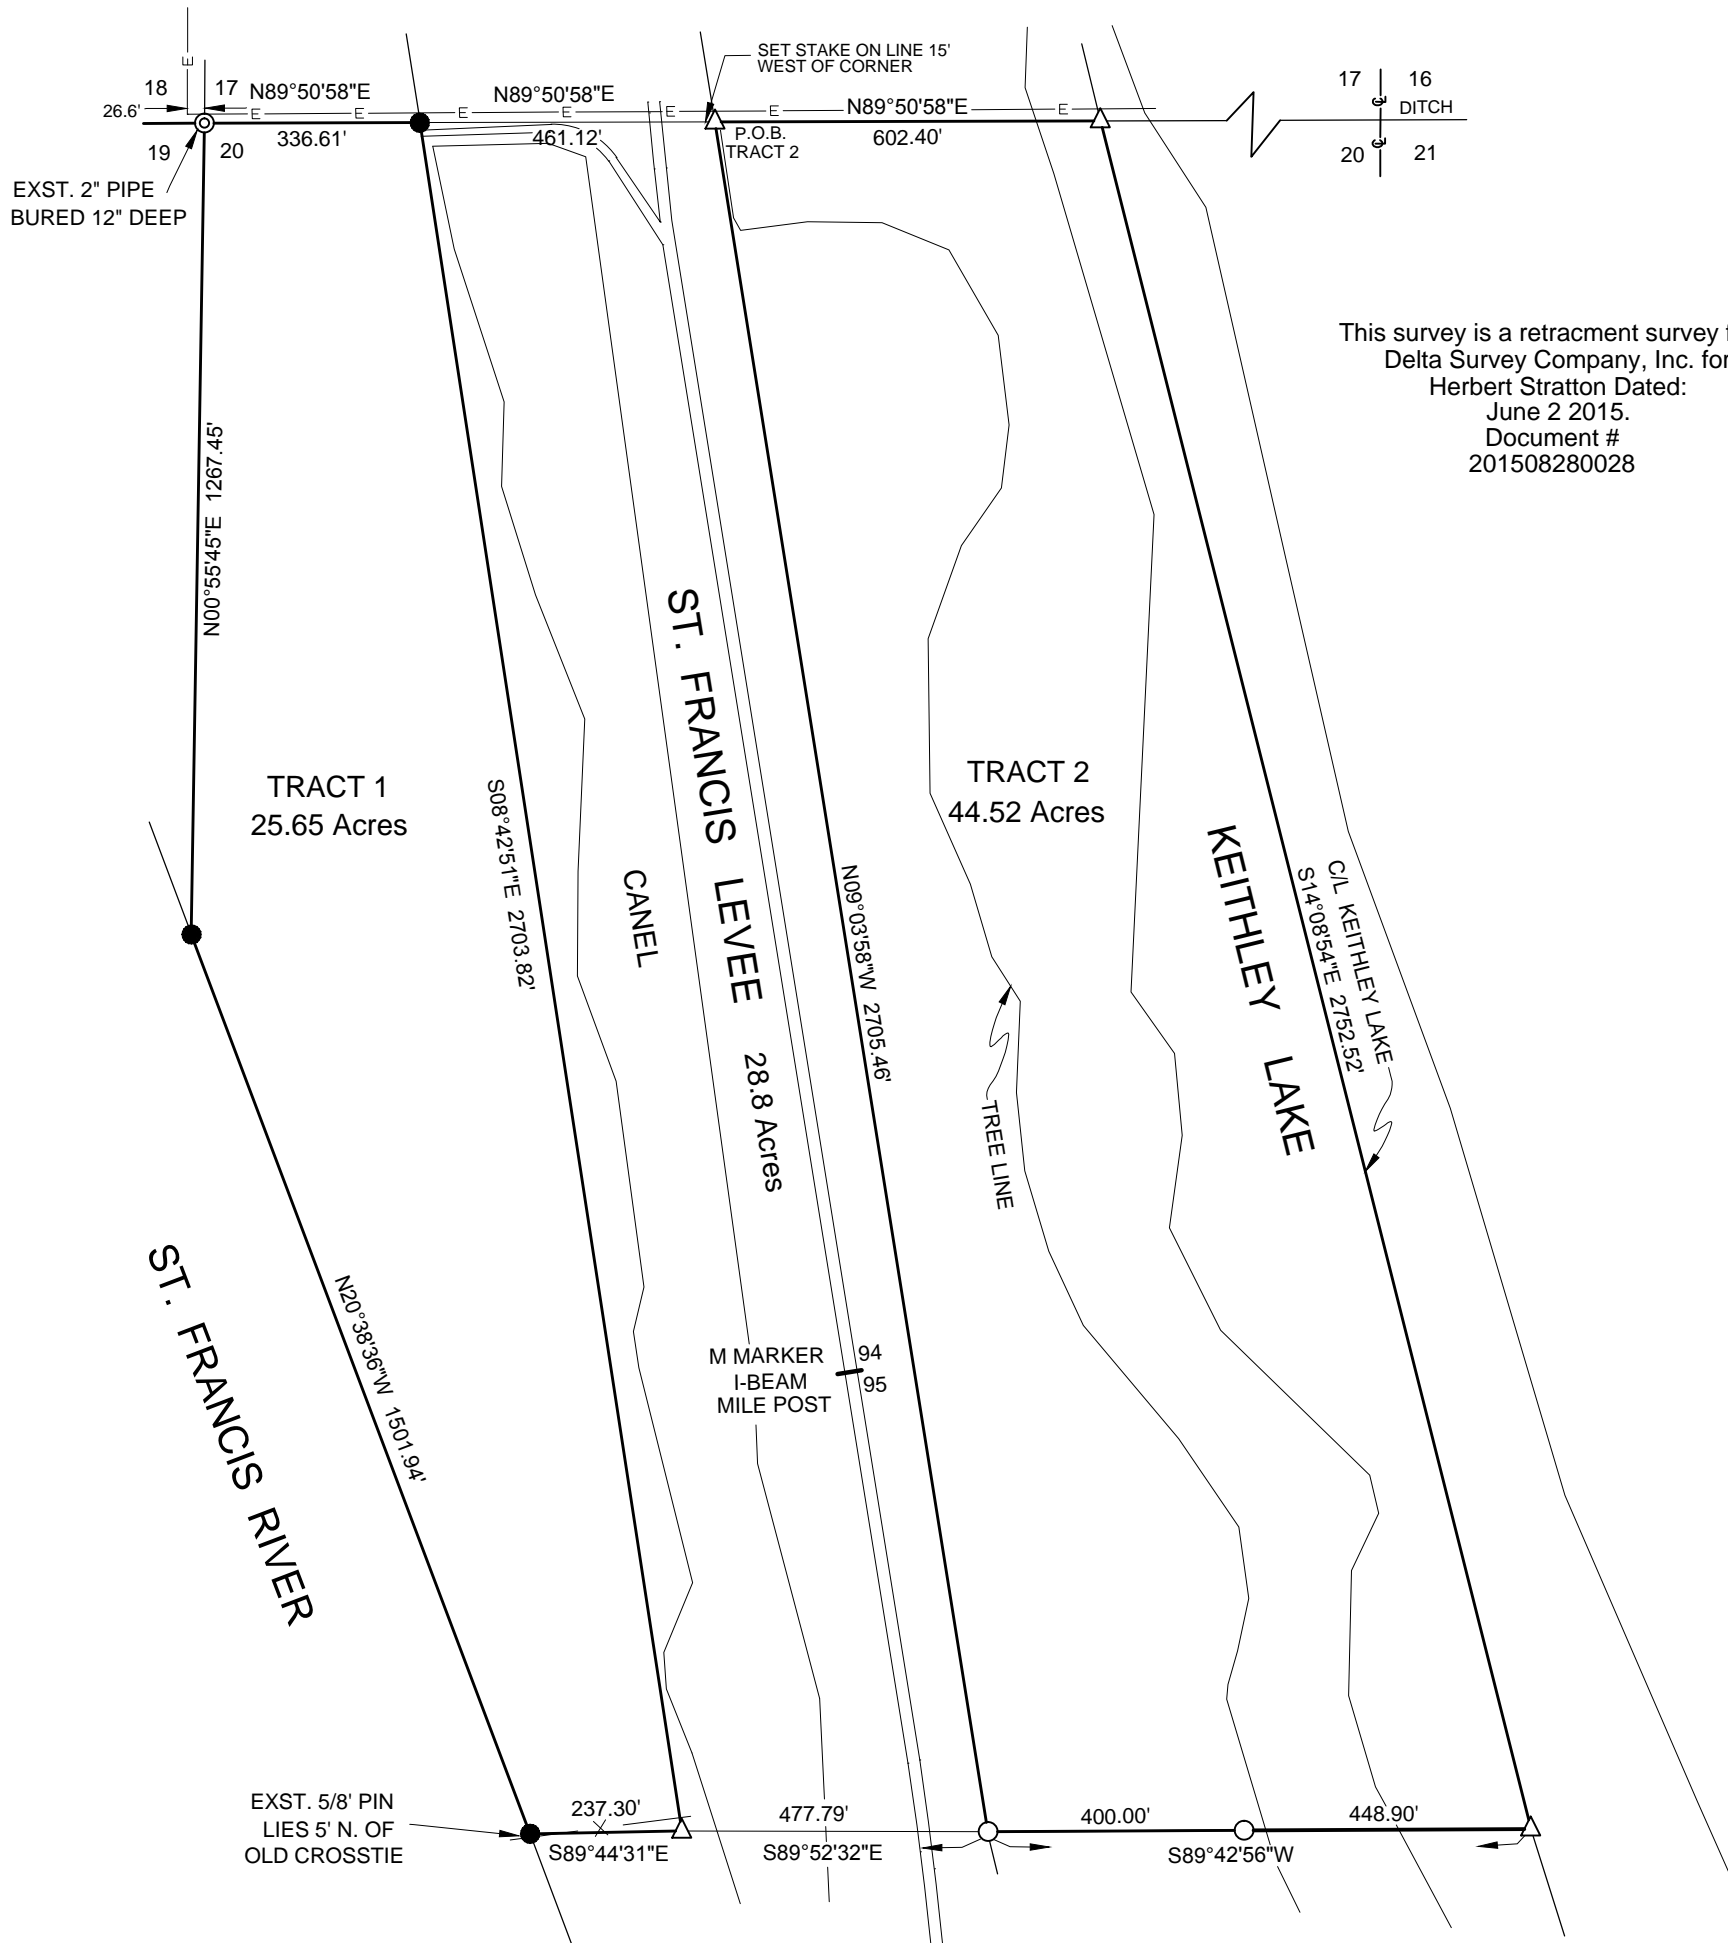 SET STAKE ON LINE 15'
WEST OF CORNER
18
17
N89°50'58"E
N89°50'58"E
N89°50'58"E
17
16
26.6'
E
E
E
E
E
E
E
DITCH
336.61'
461.12'
P.O.B.
TRACT 2
602.40'
19
20
20
21
EXST. 2" PIPE
BURED 12" DEEP
This survey is a retracment survey
Delta Survey Company, Inc. for
Herbert Stratton Dated:
June 2 2015.
Document #
201508280028
N00°55'45"E 1267.45'
TRACT 1
25.65 Acres
S08°42'51"E 2703.82'
CANEL
ST. FRANCIS LEVEE 28.8 Acres
N09°03'58"W 2705.46'
TRACT 2
44.52 Acres
TREE LINE
KEITHLEY LAKE
C/L KEITHLEY LAKE
S14°08'54"E 2752.52'
ST. FRANCIS RIVER
N20°38'36"W 1501.94'
M MARKER
I-BEAM
MILE POST
94
95
EXST. 5/8' PIN
LIES 5' N. OF
OLD CROSSTIE
237.30'
S89°44'31"E
477.79'
S89°52'32"E
400.00'
448.90'
S89°42'56"W